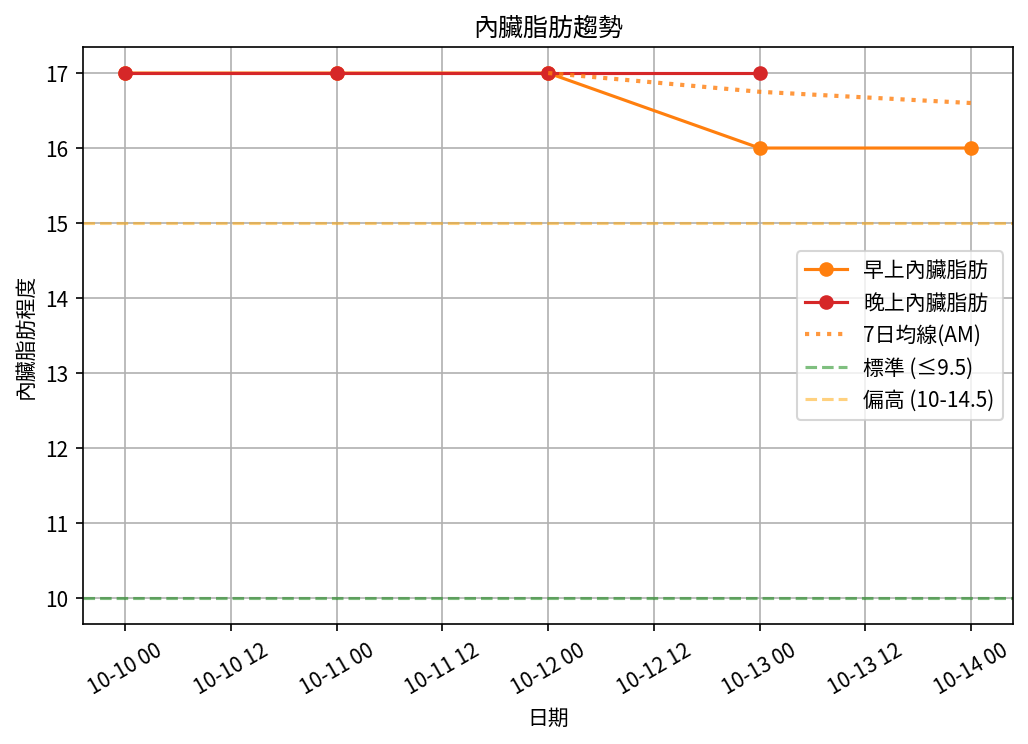 內臟脂肪趨勢
內臟脂肪程度
17
16
15
14
13
12
11
10
早上內臟脂肪
晚上內臟脂肪
7日均線(AM)
標準 (≤9.5)
偏高 (10-14.5)
10-10 00
10-10 12
10-11 00
10-11 12
10-12 00
10-12 12
10-13 00
10-13 12
10-14 00
日期